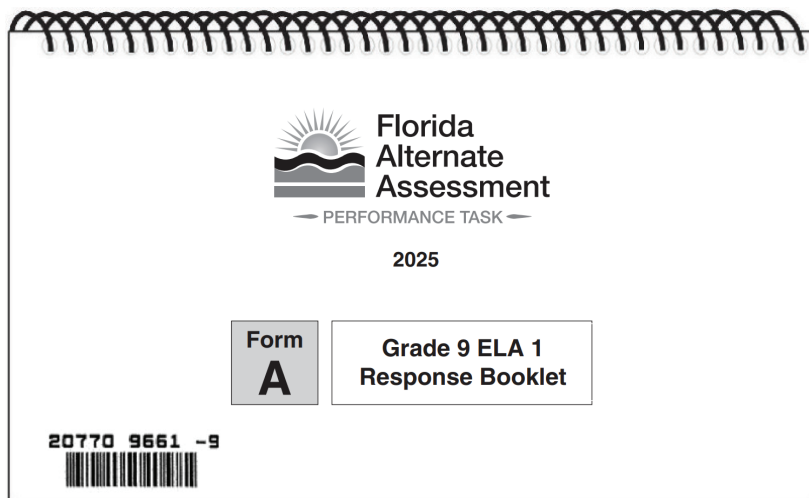 Florida
Alternate
Assessment
PERFORMANCE TASK
2025
Form
A
Grade 9 ELA 1
Response Booklet
20770 9661 -9